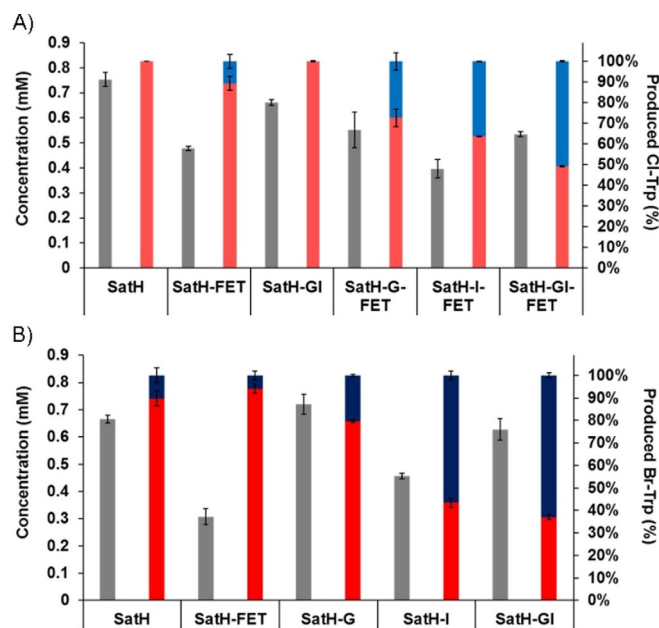 A)
Concentration (mM)
0.9
0.8
0.7
0.6
0.5
0.4
0.3
0.2
0.1
0
100%
90%
80%
70%
60%
50%
40%
30%
20%
10%
0%
Produced Cl-Trp (%)
SatH
SatH-FET
SatH-GI
SatH-G-
FET
SatH-I-
FET
SatH-GI-
FET
B)
Concentration (mM)
0.9
0.8
0.7
0.6
0.5
0.4
0.3
0.2
0.1
0
100%
90%
80%
70%
60%
50%
40%
30%
20%
10%
0%
Produced Br-Trp (%)
SatH
SatH-FET
SatH-G
SatH-I
SatH-GI